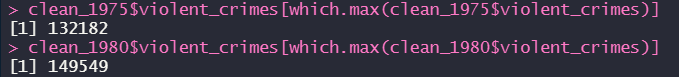 > clean_1975$violent_crimes[which.max(clean_1975$violent_crimes)]
[1] 132182
> clean_1980$violent_crimes[which.max(clean_1980$violent_crimes)]
[1] 149549